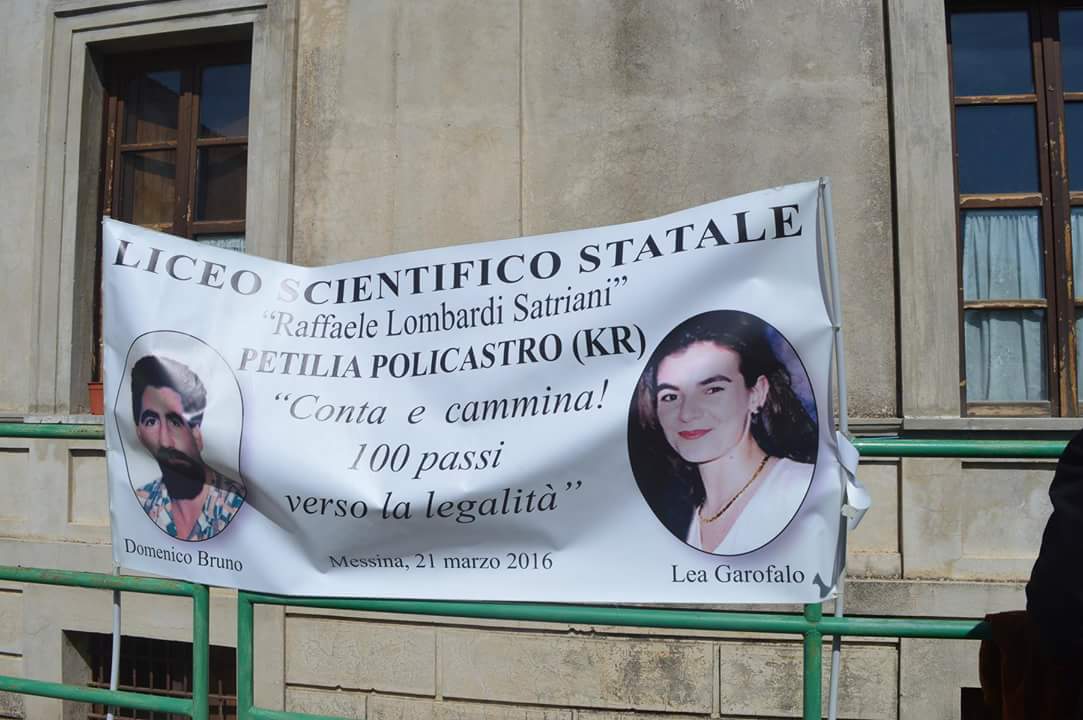 LICEO SCIENTIFICO STATALE
“Raffaele Lombardi Satriani”
PETILIA POLICASTRO (KR)
“Conta e cammina!
100 passi
verso la legalità”
Messina, 21 marzo 2016
Domenico Bruno
Lea Garofalo